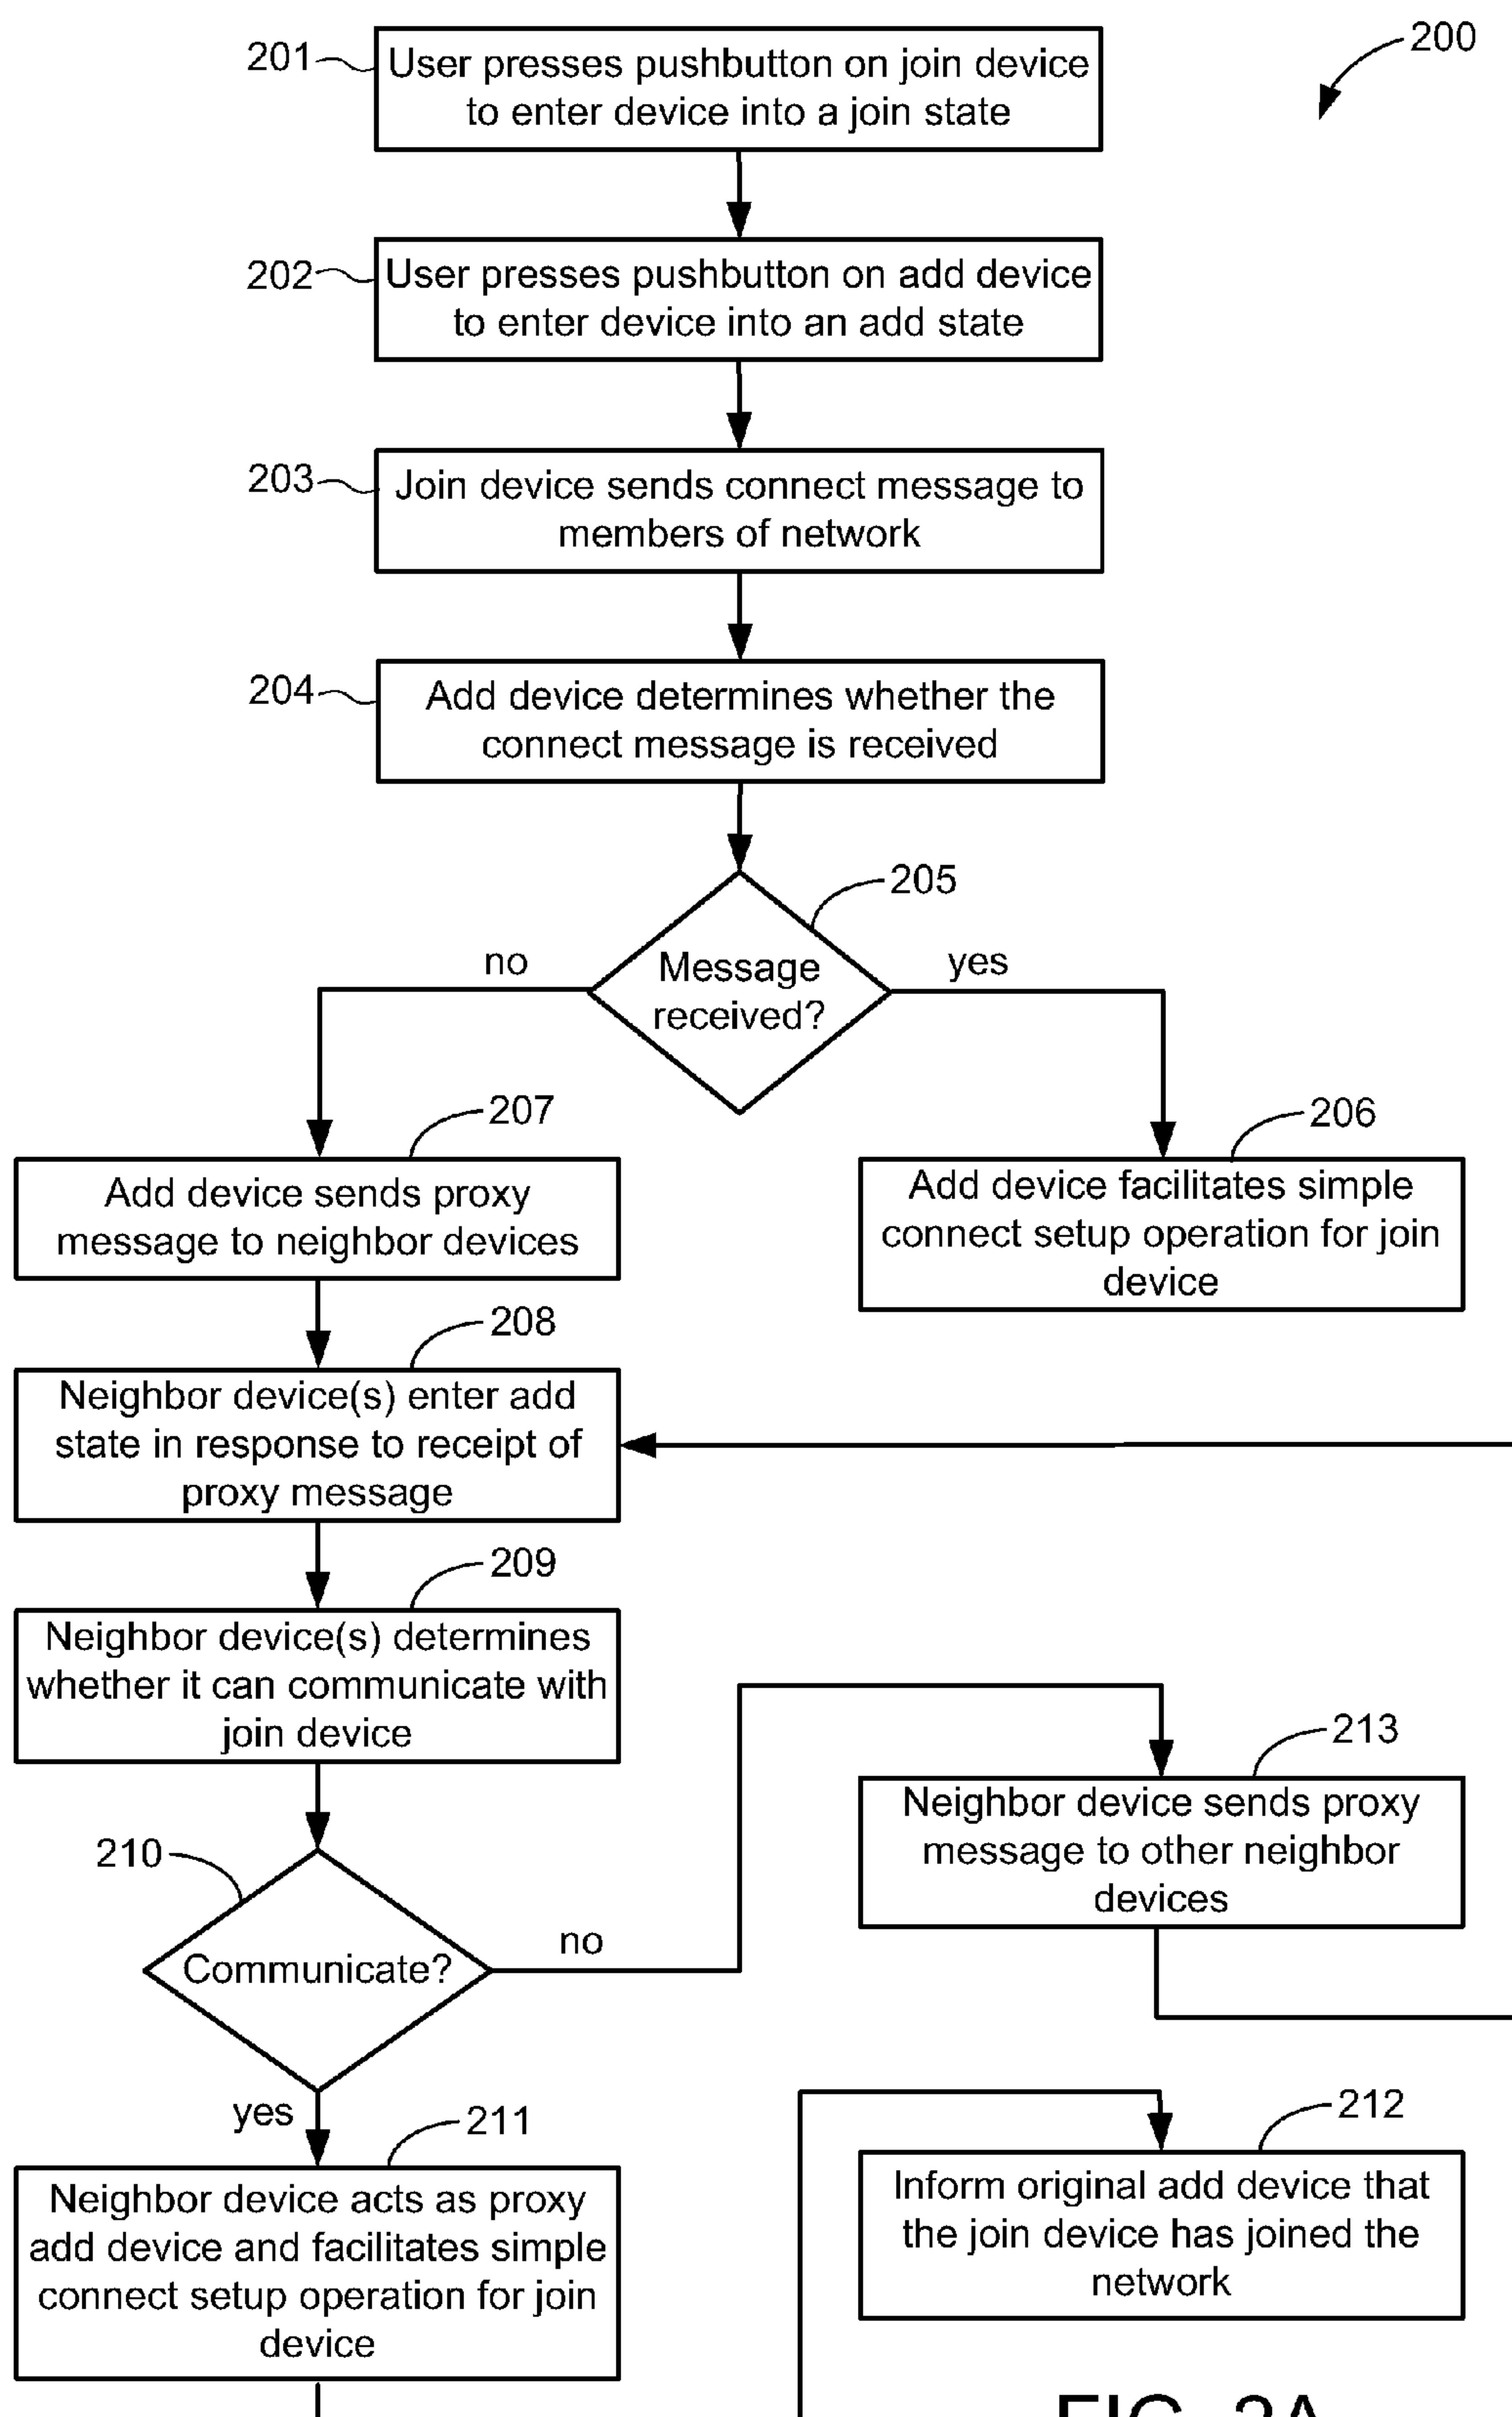 200
201
User presses pushbutton on join device
to enter device into a join state
202
User presses pushbutton on add device
to enter device into an add state
203
Join device sends connect message to
members of network
204
Add device determines whether the
connect message is received
205
Message
received?
no
yes
207
Add device sends proxy
message to neighbor devices
206
Add device facilitates simple
connect setup operation for join
device
208
Neighbor device(s) enter add
state in response to receipt of
proxy message
209
Neighbor device(s) determines
whether it can communicate with
join device
210
Communicate?
no
yes
213
Neighbor device sends proxy
message to other neighbor
devices
211
Neighbor device acts as proxy
add device and facilitates simple
connect setup operation for join
device
212
Inform original add device that
the join device has joined the
network
FIG. 2A